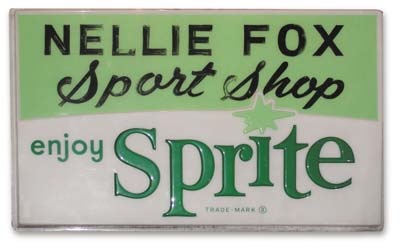 NELLIE FOX
Sport Shop
enjoy Sprite
TRADE-MARK ®